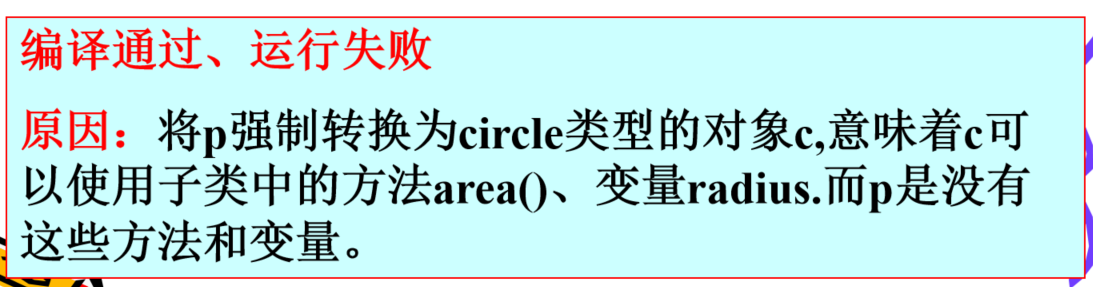 编译通过、运行失败
原因：将p强制转换为circle类型的对象c,意味着c可
以使用子类中的方法area()、变量radius.而p是没有
这些方法和变量。